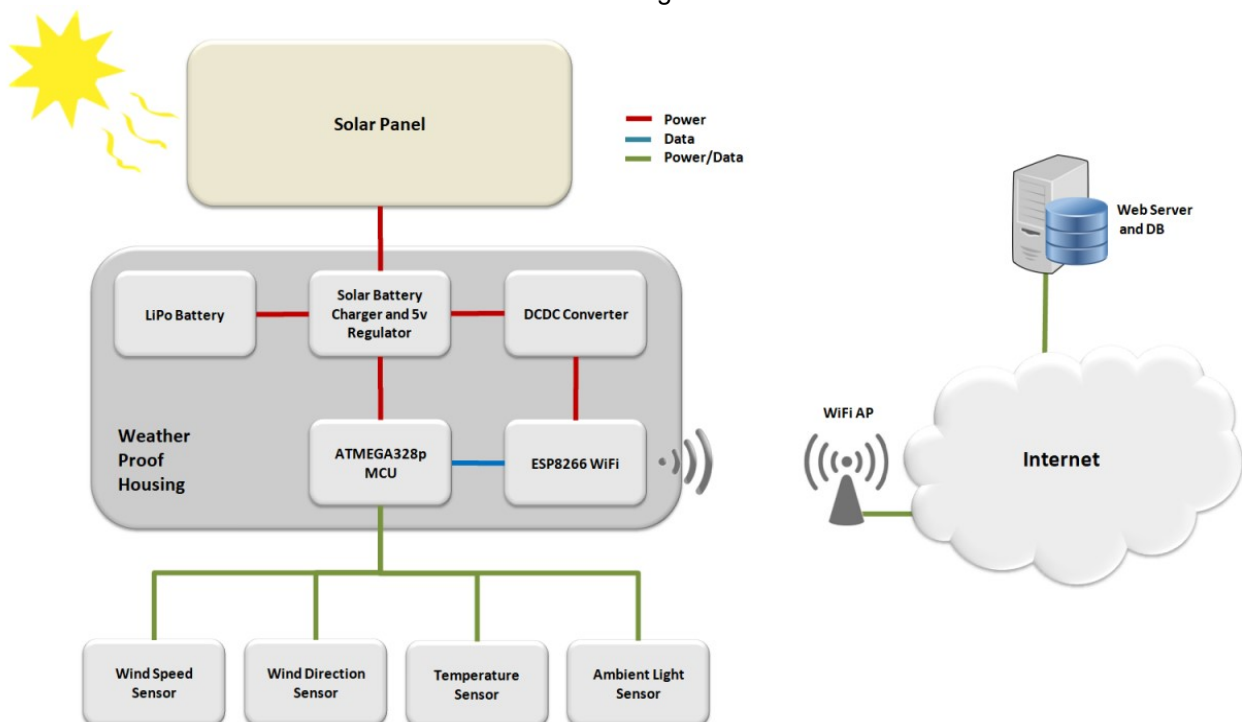 Solar Panel
Power
Data
Power/Data
Web Server
and DB
LiPo Battery
Solar Battery
Charger and 5v
Regulator
DCDC Converter
WiFi AP
Weather
Proof
Housing
ATMEGA328p
MCU
ESP8266 WiFi
Internet
Wind Speed
Sensor
Wind Direction
Sensor
Temperature
Sensor
Ambient Light
Sensor